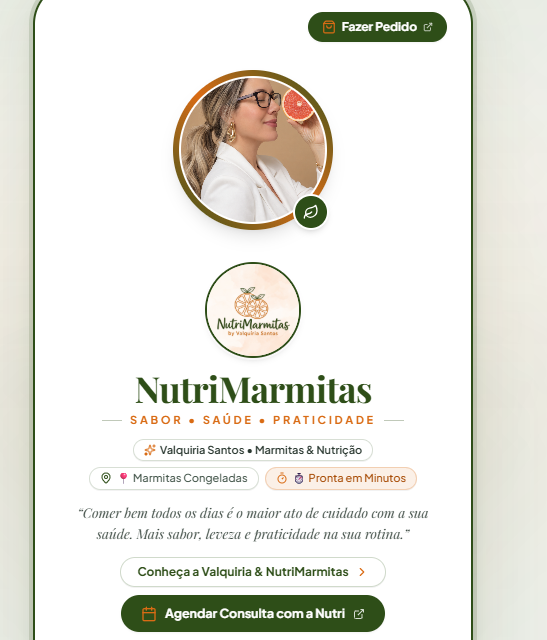 Fazer Pedido
NutriMarmitas
by Valquiria Santos
NutriMarmitas
SABOR • SAÚDE • PRATICIDADE
Valquiria Santos • Marmitas & Nutrição
Marmitas Congeladas
Pronta em Minutos
“Comer bem todos os dias é o maior ato de cuidado com a sua
saúde. Mais sabor, leveza e praticidade na sua rotina.”
Conheça a Valquiria & NutriMarmitas
Agendar Consulta com a Nutri